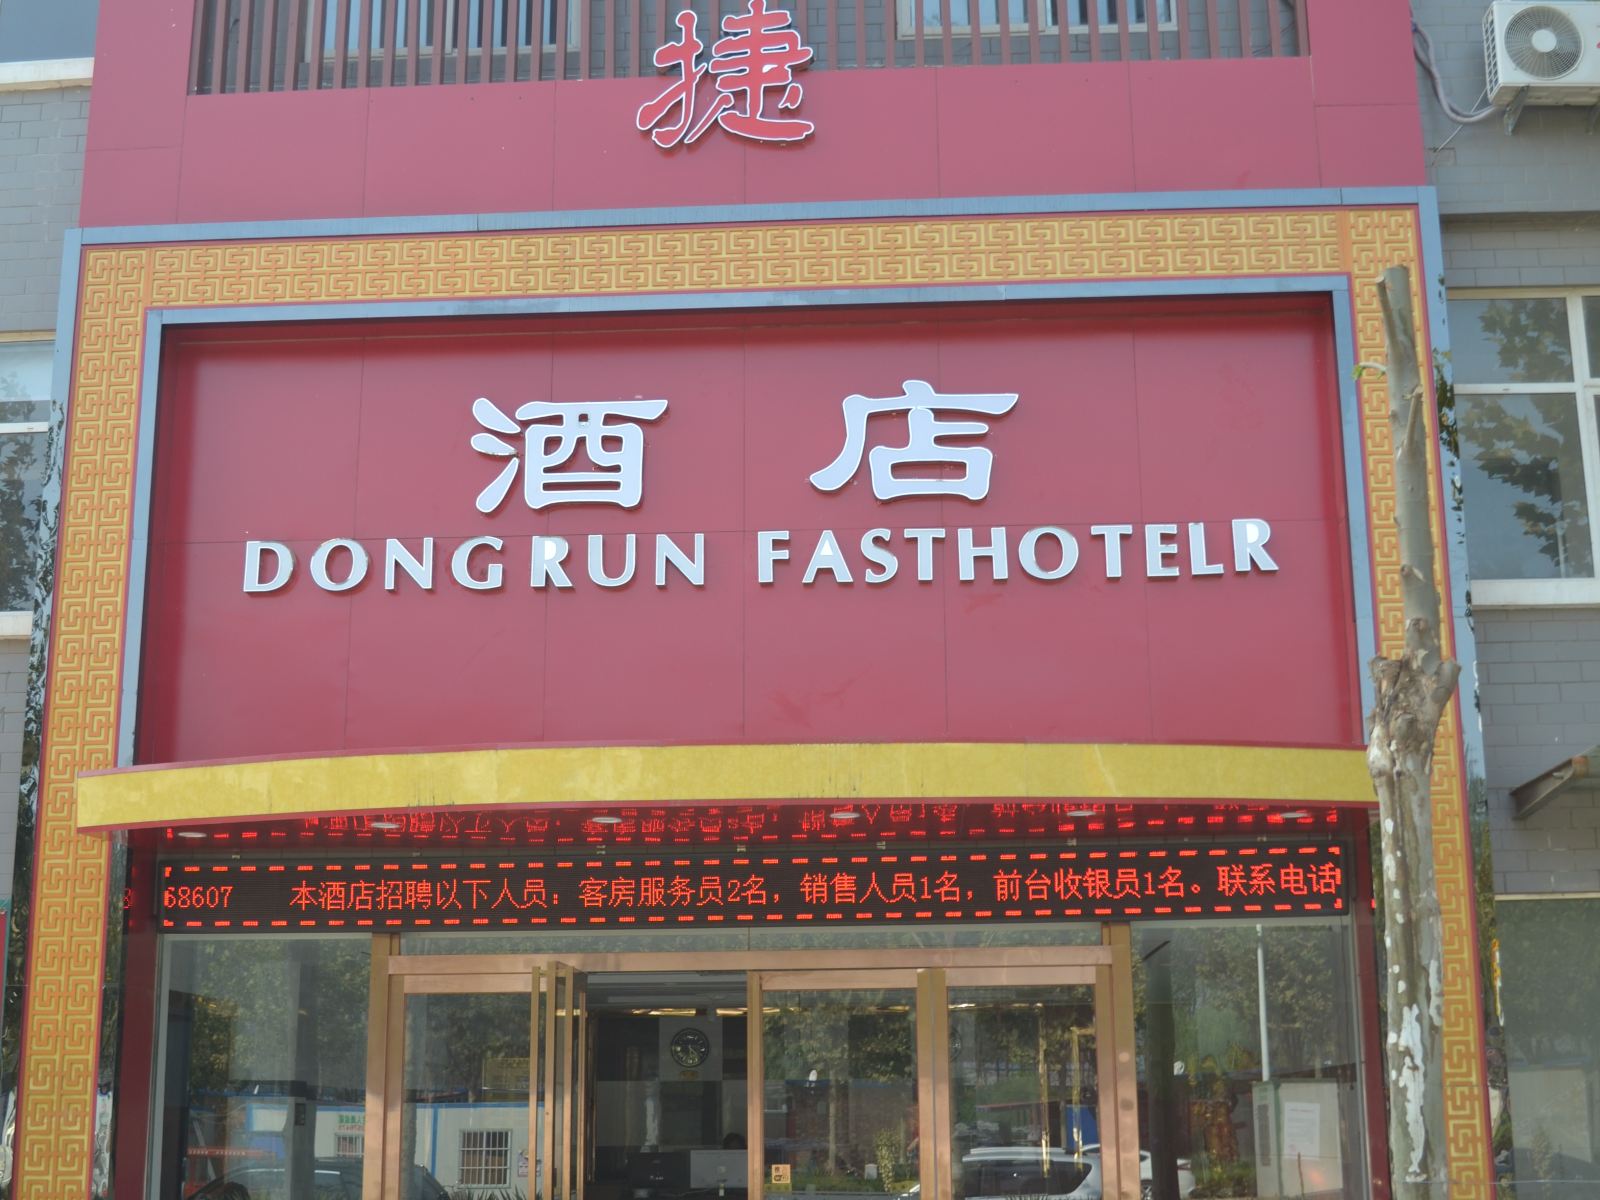 捷
酒店
DONGRUN FASTHOTELR
68607 本酒店招聘以下人员：客房服务员2名，销售人员1名，前台收银员1名。联系电话